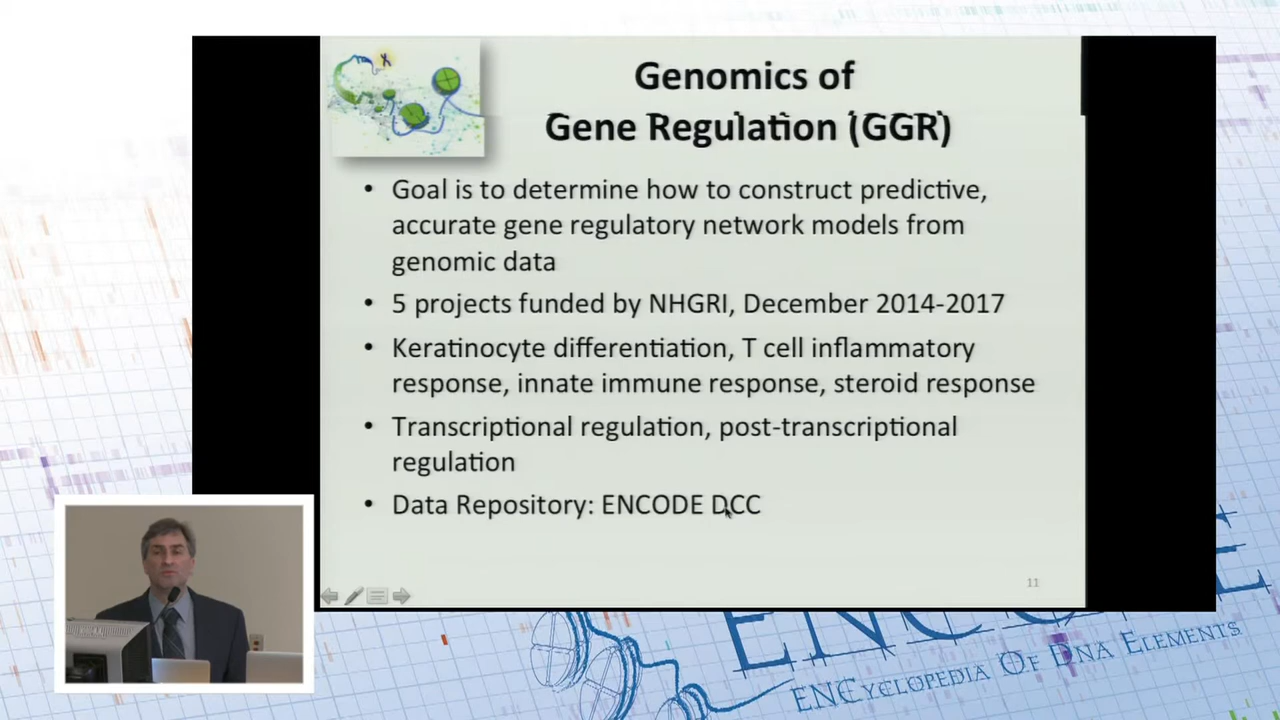 Genomics of
Gene Regulation (GGR)
• Goal is to determine how to construct predictive,
accurate gene regulatory network models from
genomic data
• 5 projects funded by NHGRI, December 2014-2017
• Keratinocyte differentiation, T cell inflammatory
response, innate immune response, steroid response
• Transcriptional regulation, post-transcriptional
regulation
• Data Repository: ENCODE DCC
11
ENCYCLOPEDIA OF DNA ELEMENTS